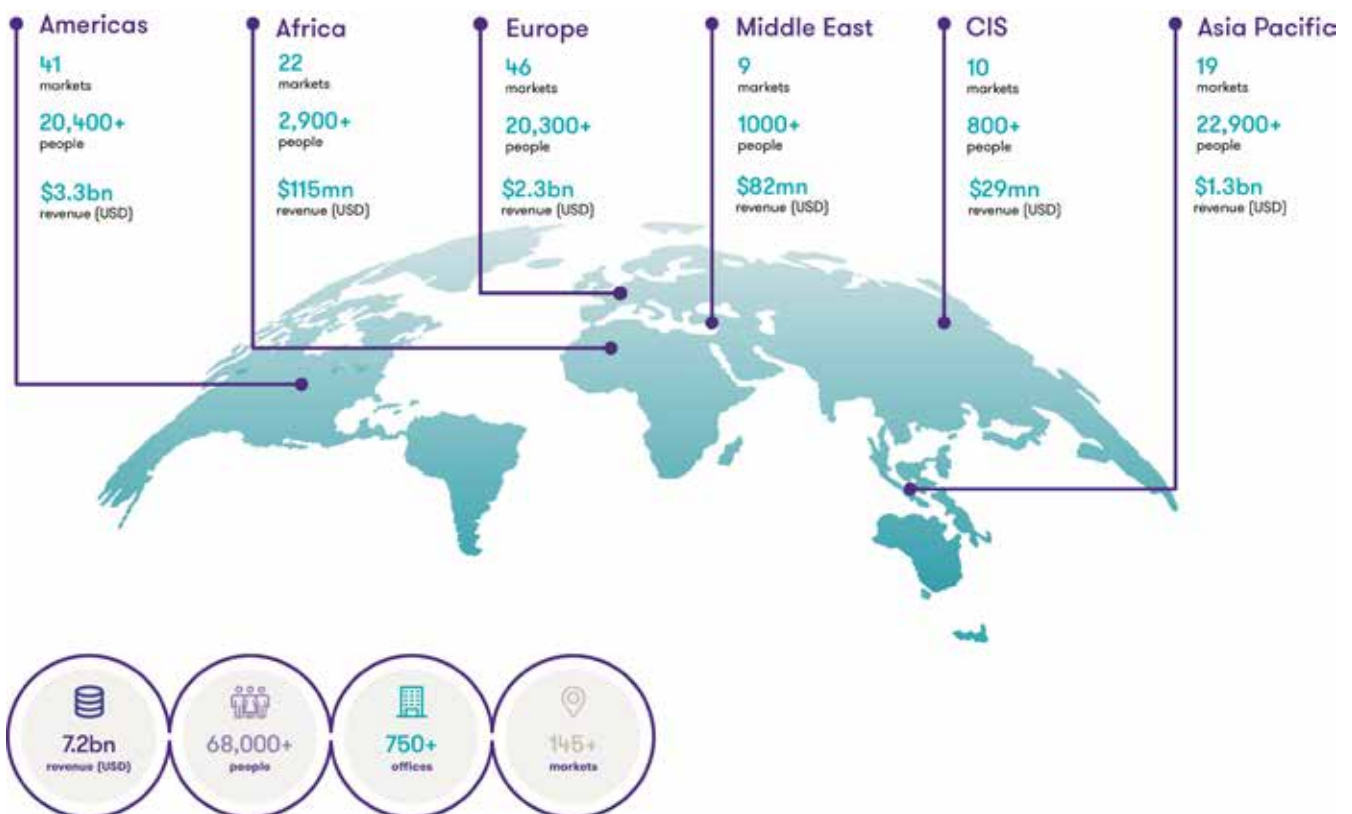 Americas
41
markets
20,400+
people
$3.3bn
revenue (USD)
Africa
22
markets
2,900+
people
$115mn
revenue (USD)
Europe
46
markets
20,300+
people
$2.3bn
revenue (USD)
Middle East
9
markets
1000+
people
$82mn
revenue (USD)
CIS
10
markets
800+
people
$29mn
revenue (USD)
Asia Pacific
19
markets
22,900+
people
$1.3bn
revenue (USD)
7.2bn
revenue (USD)
68,000+
people
750+
offices
145+
markets